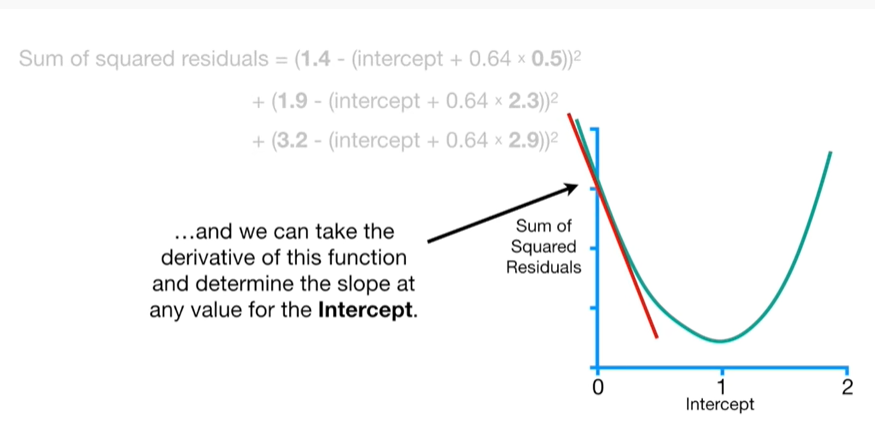 Sum of squared residuals = (1.4 - (intercept + 0.64 × 0.5))²
+ (1.9 - (intercept + 0.64 × 2.3))²
+ (3.2 - (intercept + 0.64 × 2.9))²
...and we can take the
derivative of this function
and determine the slope at
any value for the Intercept.
Sum of
Squared
Residuals
0 1 2
Intercept